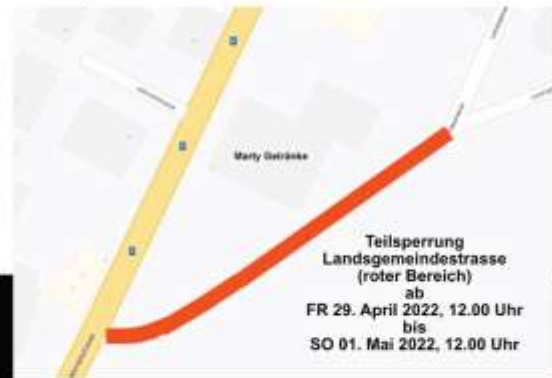 Marty Getränke
Teilsperrung
Landsgemeindestrasse
(roter Bereich)
ab
FR 29. April 2022, 12.00 Uhr
bis
SO 01. Mai 2022, 12.00 Uhr